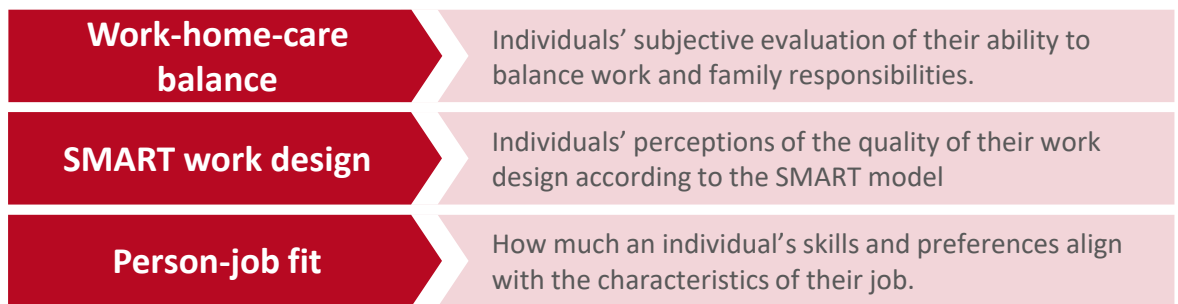 Work-home-care
balance
Individuals’ subjective evaluation of their ability to
balance work and family responsibilities.
SMART work design
Individuals’ perceptions of the quality of their work
design according to the SMART model
Person-job fit
How much an individual’s skills and preferences align
with the characteristics of their job.